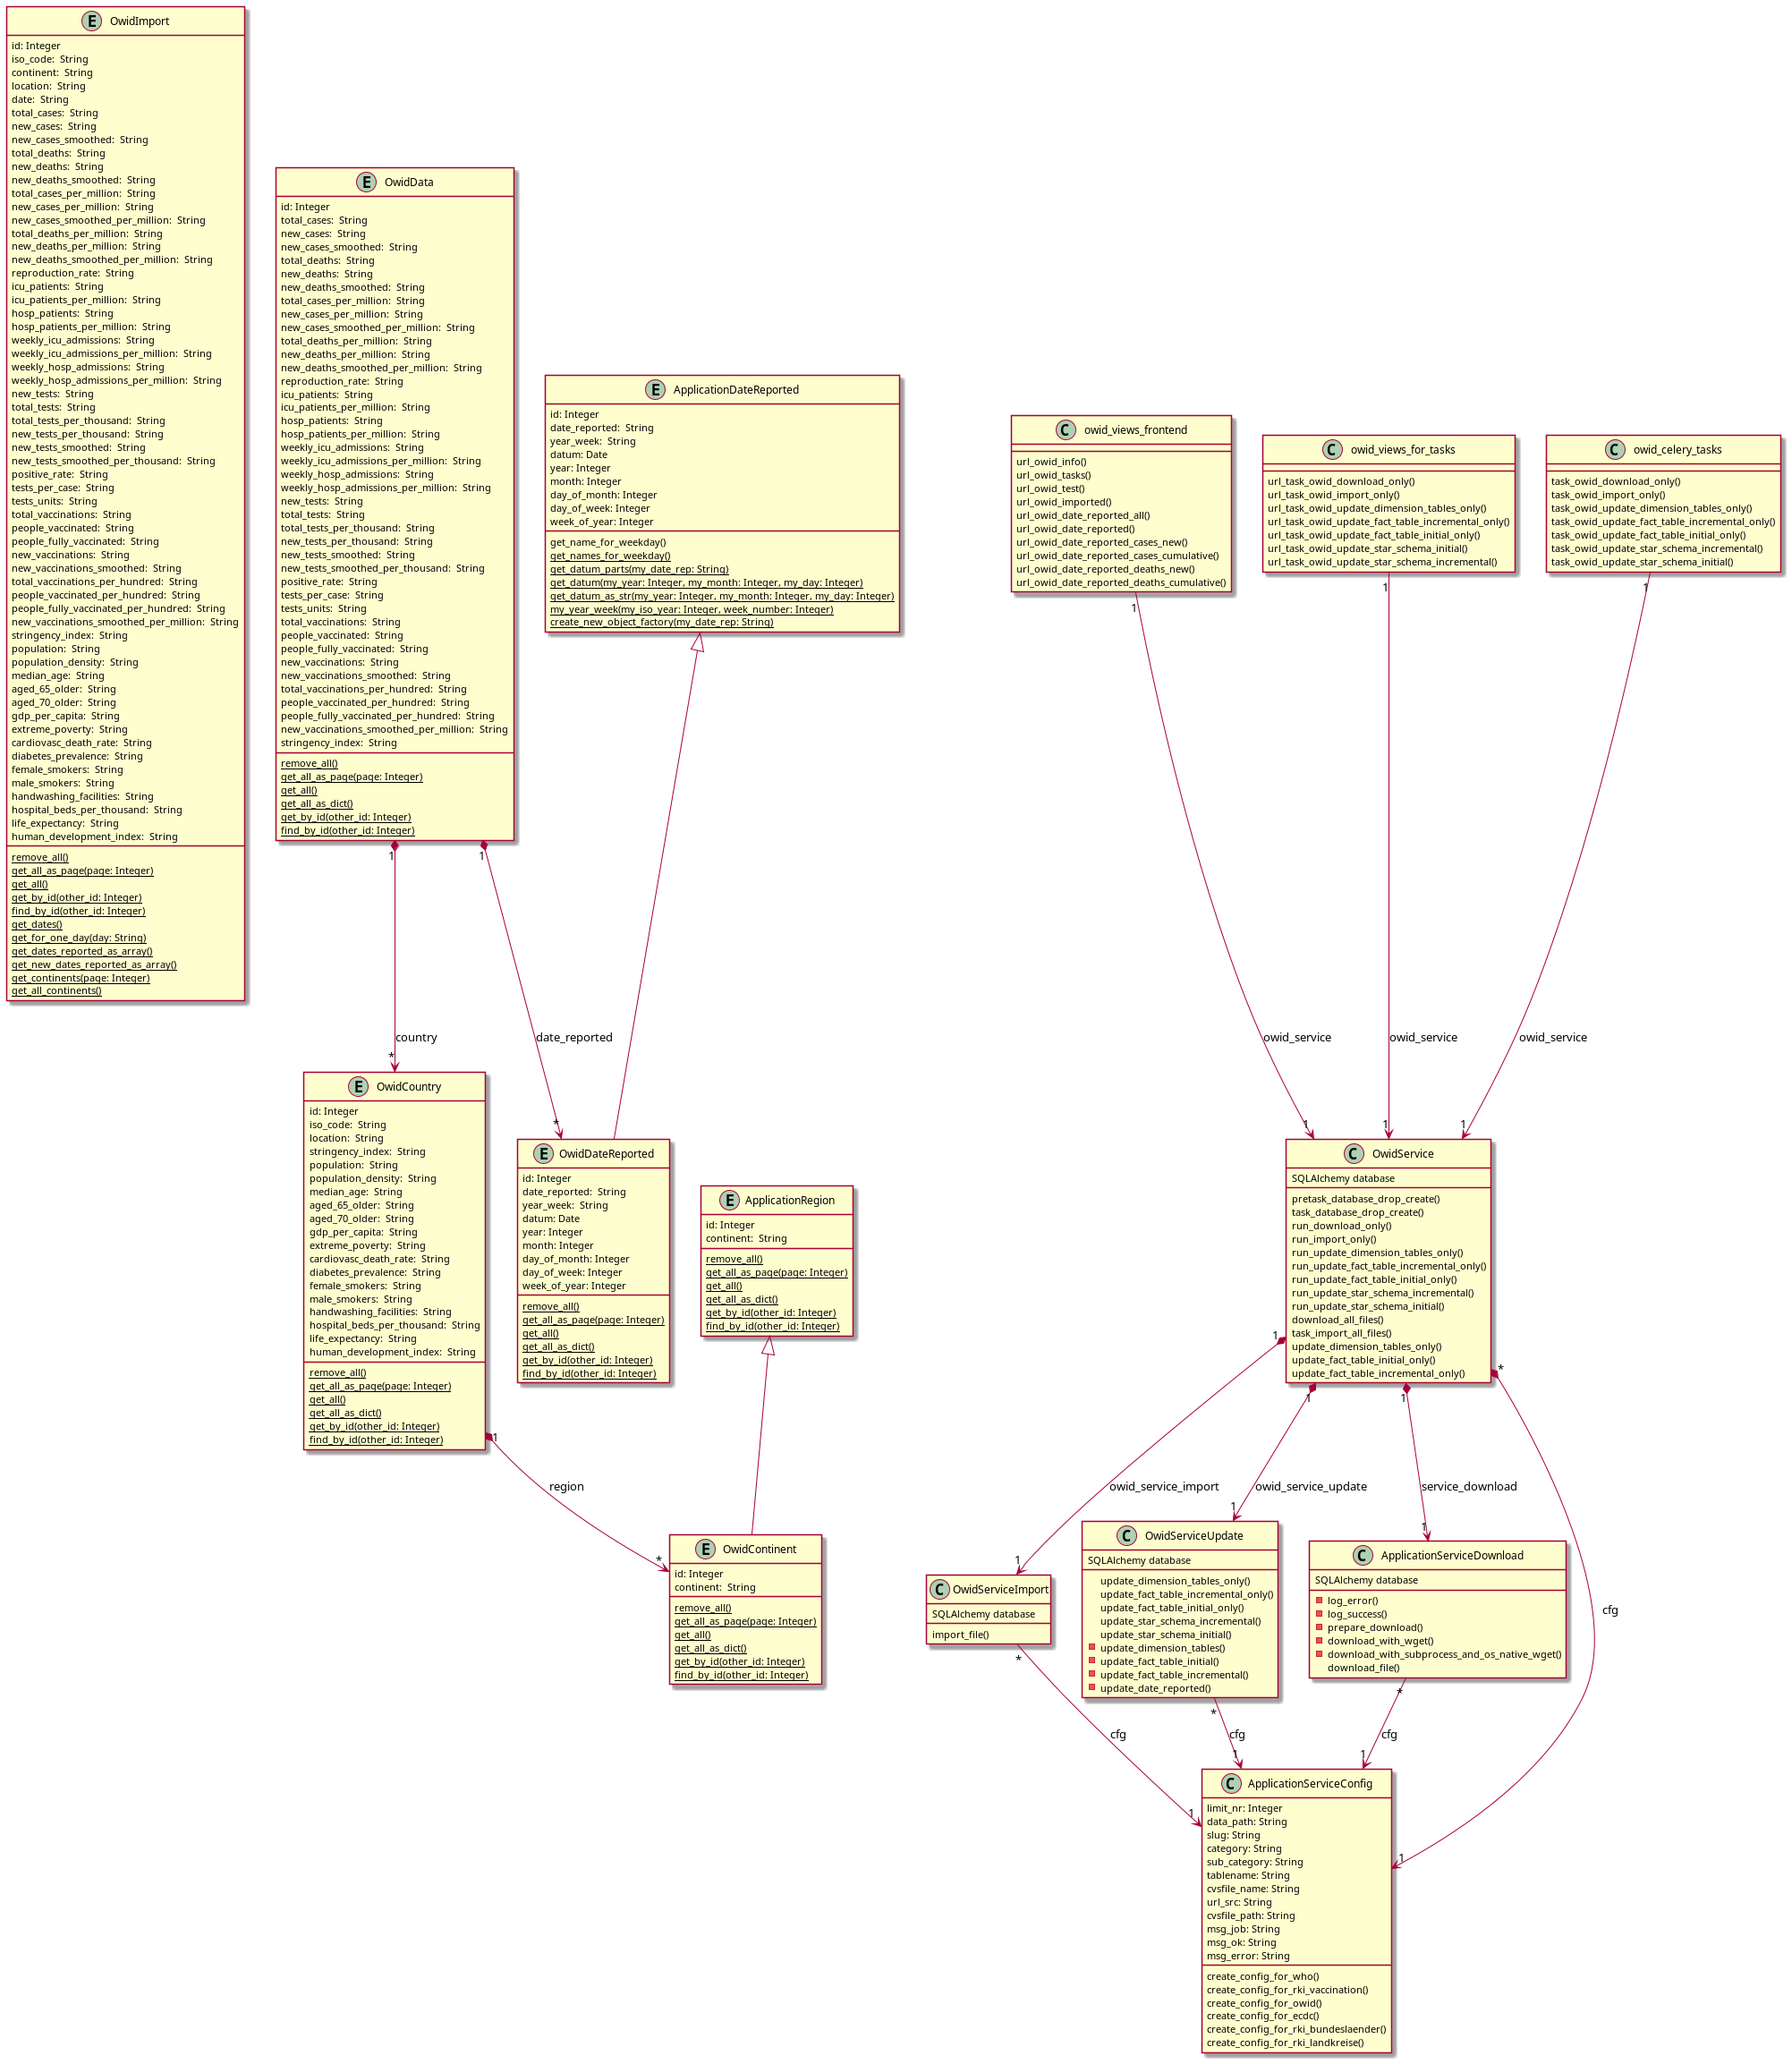 E OwidImport
id: Integer
iso_code:  String
continent:  String
location:  String
date:  String
total_cases:  String
new_cases:  String
new_cases_smoothed:  String
total_deaths:  String
new_deaths:  String
new_deaths_smoothed:  String
total_cases_per_million:  String
new_cases_per_million:  String
new_cases_smoothed_per_million:  String
total_deaths_per_million:  String
new_deaths_per_million:  String
new_deaths_smoothed_per_million:  String
reproduction_rate:  String
icu_patients:  String
icu_patients_per_million:  String
hosp_patients:  String
hosp_patients_per_million:  String
weekly_icu_admissions:  String
weekly_icu_admissions_per_million:  String
weekly_hosp_admissions:  String
weekly_hosp_admissions_per_million:  String
new_tests:  String
total_tests:  String
total_tests_per_thousand:  String
new_tests_per_thousand:  String
new_tests_smoothed:  String
new_tests_smoothed_per_thousand:  String
positive_rate:  String
tests_per_case:  String
tests_units:  String
total_vaccinations:  String
people_vaccinated:  String
people_fully_vaccinated:  String
new_vaccinations:  String
new_vaccinations_smoothed:  String
total_vaccinations_per_hundred:  String
people_vaccinated_per_hundred:  String
people_fully_vaccinated_per_hundred:  String
new_vaccinations_smoothed_per_million:  String
stringency_index:  String
population:  String
population_density:  String
median_age:  String
aged_65_older:  String
aged_70_older:  String
gdp_per_capita:  String
extreme_poverty:  String
cardiovasc_death_rate:  String
diabetes_prevalence:  String
female_smokers:  String
male_smokers:  String
handwashing_facilities:  String
hospital_beds_per_thousand:  String
life_expectancy:  String
human_development_index:  String
remove_all()
get_all_as_page(page: Integer)
get_all()
get_by_id(other_id: Integer)
find_by_id(other_id: Integer)
get_dates()
get_for_one_day(day: String)
get_dates_reported_as_array()
get_new_dates_reported_as_array()
get_continents(page: Integer)
get_all_continents()
E OwidData
id: Integer
total_cases:  String
new_cases:  String
new_cases_smoothed:  String
total_deaths:  String
new_deaths:  String
new_deaths_smoothed:  String
total_cases_per_million:  String
new_cases_per_million:  String
new_cases_smoothed_per_million:  String
total_deaths_per_million:  String
new_deaths_per_million:  String
new_deaths_smoothed_per_million:  String
reproduction_rate:  String
icu_patients:  String
icu_patients_per_million:  String
hosp_patients:  String
hosp_patients_per_million:  String
weekly_icu_admissions:  String
weekly_icu_admissions_per_million:  String
weekly_hosp_admissions:  String
weekly_hosp_admissions_per_million:  String
new_tests:  String
total_tests:  String
total_tests_per_thousand:  String
new_tests_per_thousand:  String
new_tests_smoothed:  String
new_tests_smoothed_per_thousand:  String
positive_rate:  String
tests_per_case:  String
tests_units:  String
total_vaccinations:  String
people_vaccinated:  String
people_fully_vaccinated:  String
new_vaccinations:  String
new_vaccinations_smoothed:  String
total_vaccinations_per_hundred:  String
people_vaccinated_per_hundred:  String
people_fully_vaccinated_per_hundred:  String
new_vaccinations_smoothed_per_million:  String
stringency_index:  String
remove_all()
get_all_as_page(page: Integer)
get_all()
get_all_as_dict()
get_by_id(other_id: Integer)
find_by_id(other_id: Integer)
E ApplicationDateReported
id: Integer
date_reported:  String
year_week:  String
datum: Date
year: Integer
month: Integer
day_of_month: Integer
day_of_week: Integer
week_of_year: Integer
get_name_for_weekday()
get_names_for_weekday()
get_datum_parts(my_date_rep: String)
get_datum(my_year: Integer, my_month: Integer, my_day: Integer)
get_datum_as_str(my_year: Integer, my_month: Integer, my_day: Integer)
my_year_week(my_iso_year: Integer, week_number: Integer)
create_new_object_factory(my_date_rep: String)
C owid_views_frontend
url_owid_info()
url_owid_tasks()
url_owid_test()
url_owid_imported()
url_owid_date_reported_all()
url_owid_date_reported()
url_owid_date_reported_cases_new()
url_owid_date_reported_cases_cumulative()
url_owid_date_reported_deaths_new()
url_owid_date_reported_deaths_cumulative()
C owid_views_for_tasks
url_task_owid_download_only()
url_task_owid_import_only()
url_task_owid_update_dimension_tables_only()
url_task_owid_update_fact_table_incremental_only()
url_task_owid_update_fact_table_initial_only()
url_task_owid_update_star_schema_initial()
url_task_owid_update_star_schema_incremental()
C owid_celery_tasks
task_owid_download_only()
task_owid_import_only()
task_owid_update_dimension_tables_only()
task_owid_update_fact_table_incremental_only()
task_owid_update_fact_table_initial_only()
task_owid_update_star_schema_incremental()
task_owid_update_star_schema_initial()
1
1
1
1
1
country
date_reported
owid_service
owid_service
owid_service
*
*
1
1
1
E OwidCountry
id: Integer
iso_code:  String
location:  String
stringency_index:  String
population:  String
population_density:  String
median_age:  String
aged_65_older:  String
aged_70_older:  String
gdp_per_capita:  String
extreme_poverty:  String
cardiovasc_death_rate:  String
diabetes_prevalence:  String
female_smokers:  String
male_smokers:  String
handwashing_facilities:  String
hospital_beds_per_thousand:  String
life_expectancy:  String
human_development_index:  String
remove_all()
get_all_as_page(page: Integer)
get_all()
get_all_as_dict()
get_by_id(other_id: Integer)
find_by_id(other_id: Integer)
E OwidDateReported
id: Integer
date_reported:  String
year_week:  String
datum: Date
year: Integer
month: Integer
day_of_month: Integer
day_of_week: Integer
week_of_year: Integer
remove_all()
get_all_as_page(page: Integer)
get_all()
get_all_as_dict()
get_by_id(other_id: Integer)
find_by_id(other_id: Integer)
E ApplicationRegion
id: Integer
continent:  String
remove_all()
get_all_as_page(page: Integer)
get_all()
get_all_as_dict()
get_by_id(other_id: Integer)
find_by_id(other_id: Integer)
C OwidService
SQLAlchemy database
pretask_database_drop_create()
task_database_drop_create()
run_download_only()
run_import_only()
run_update_dimension_tables_only()
run_update_fact_table_incremental_only()
run_update_fact_table_initial_only()
run_update_star_schema_incremental()
run_update_star_schema_initial()
download_all_files()
task_import_all_files()
update_dimension_tables_only()
update_fact_table_initial_only()
update_fact_table_incremental_only()
1
1
1
1
*
region
owid_service_import
owid_service_update
service_download
cfg
*
1
1
1
E OwidContinent
id: Integer
continent:  String
remove_all()
get_all_as_page(page: Integer)
get_all()
get_all_as_dict()
get_by_id(other_id: Integer)
find_by_id(other_id: Integer)
C OwidServiceImport
SQLAlchemy database
import_file()
C OwidServiceUpdate
SQLAlchemy database
update_dimension_tables_only()
update_fact_table_incremental_only()
update_fact_table_initial_only()
update_star_schema_incremental()
update_star_schema_initial()
update_dimension_tables()
update_fact_table_initial()
update_fact_table_incremental()
update_date_reported()
C ApplicationServiceDownload
SQLAlchemy database
log_error()
log_success()
prepare_download()
download_with_wget()
download_with_subprocess_and_os_native_wget()
download_file()
*
*
*
cfg
cfg
cfg
1
1
1
1
C ApplicationServiceConfig
limit_nr: Integer
data_path: String
slug: String
category: String
sub_category: String
tablename: String
cvsfile_name: String
url_src: String
cvsfile_path: String
msg_job: String
msg_ok: String
msg_error: String
create_config_for_who()
create_config_for_rki_vaccination()
create_config_for_owid()
create_config_for_ecdc()
create_config_for_rki_bundeslaender()
create_config_for_rki_landkreise()